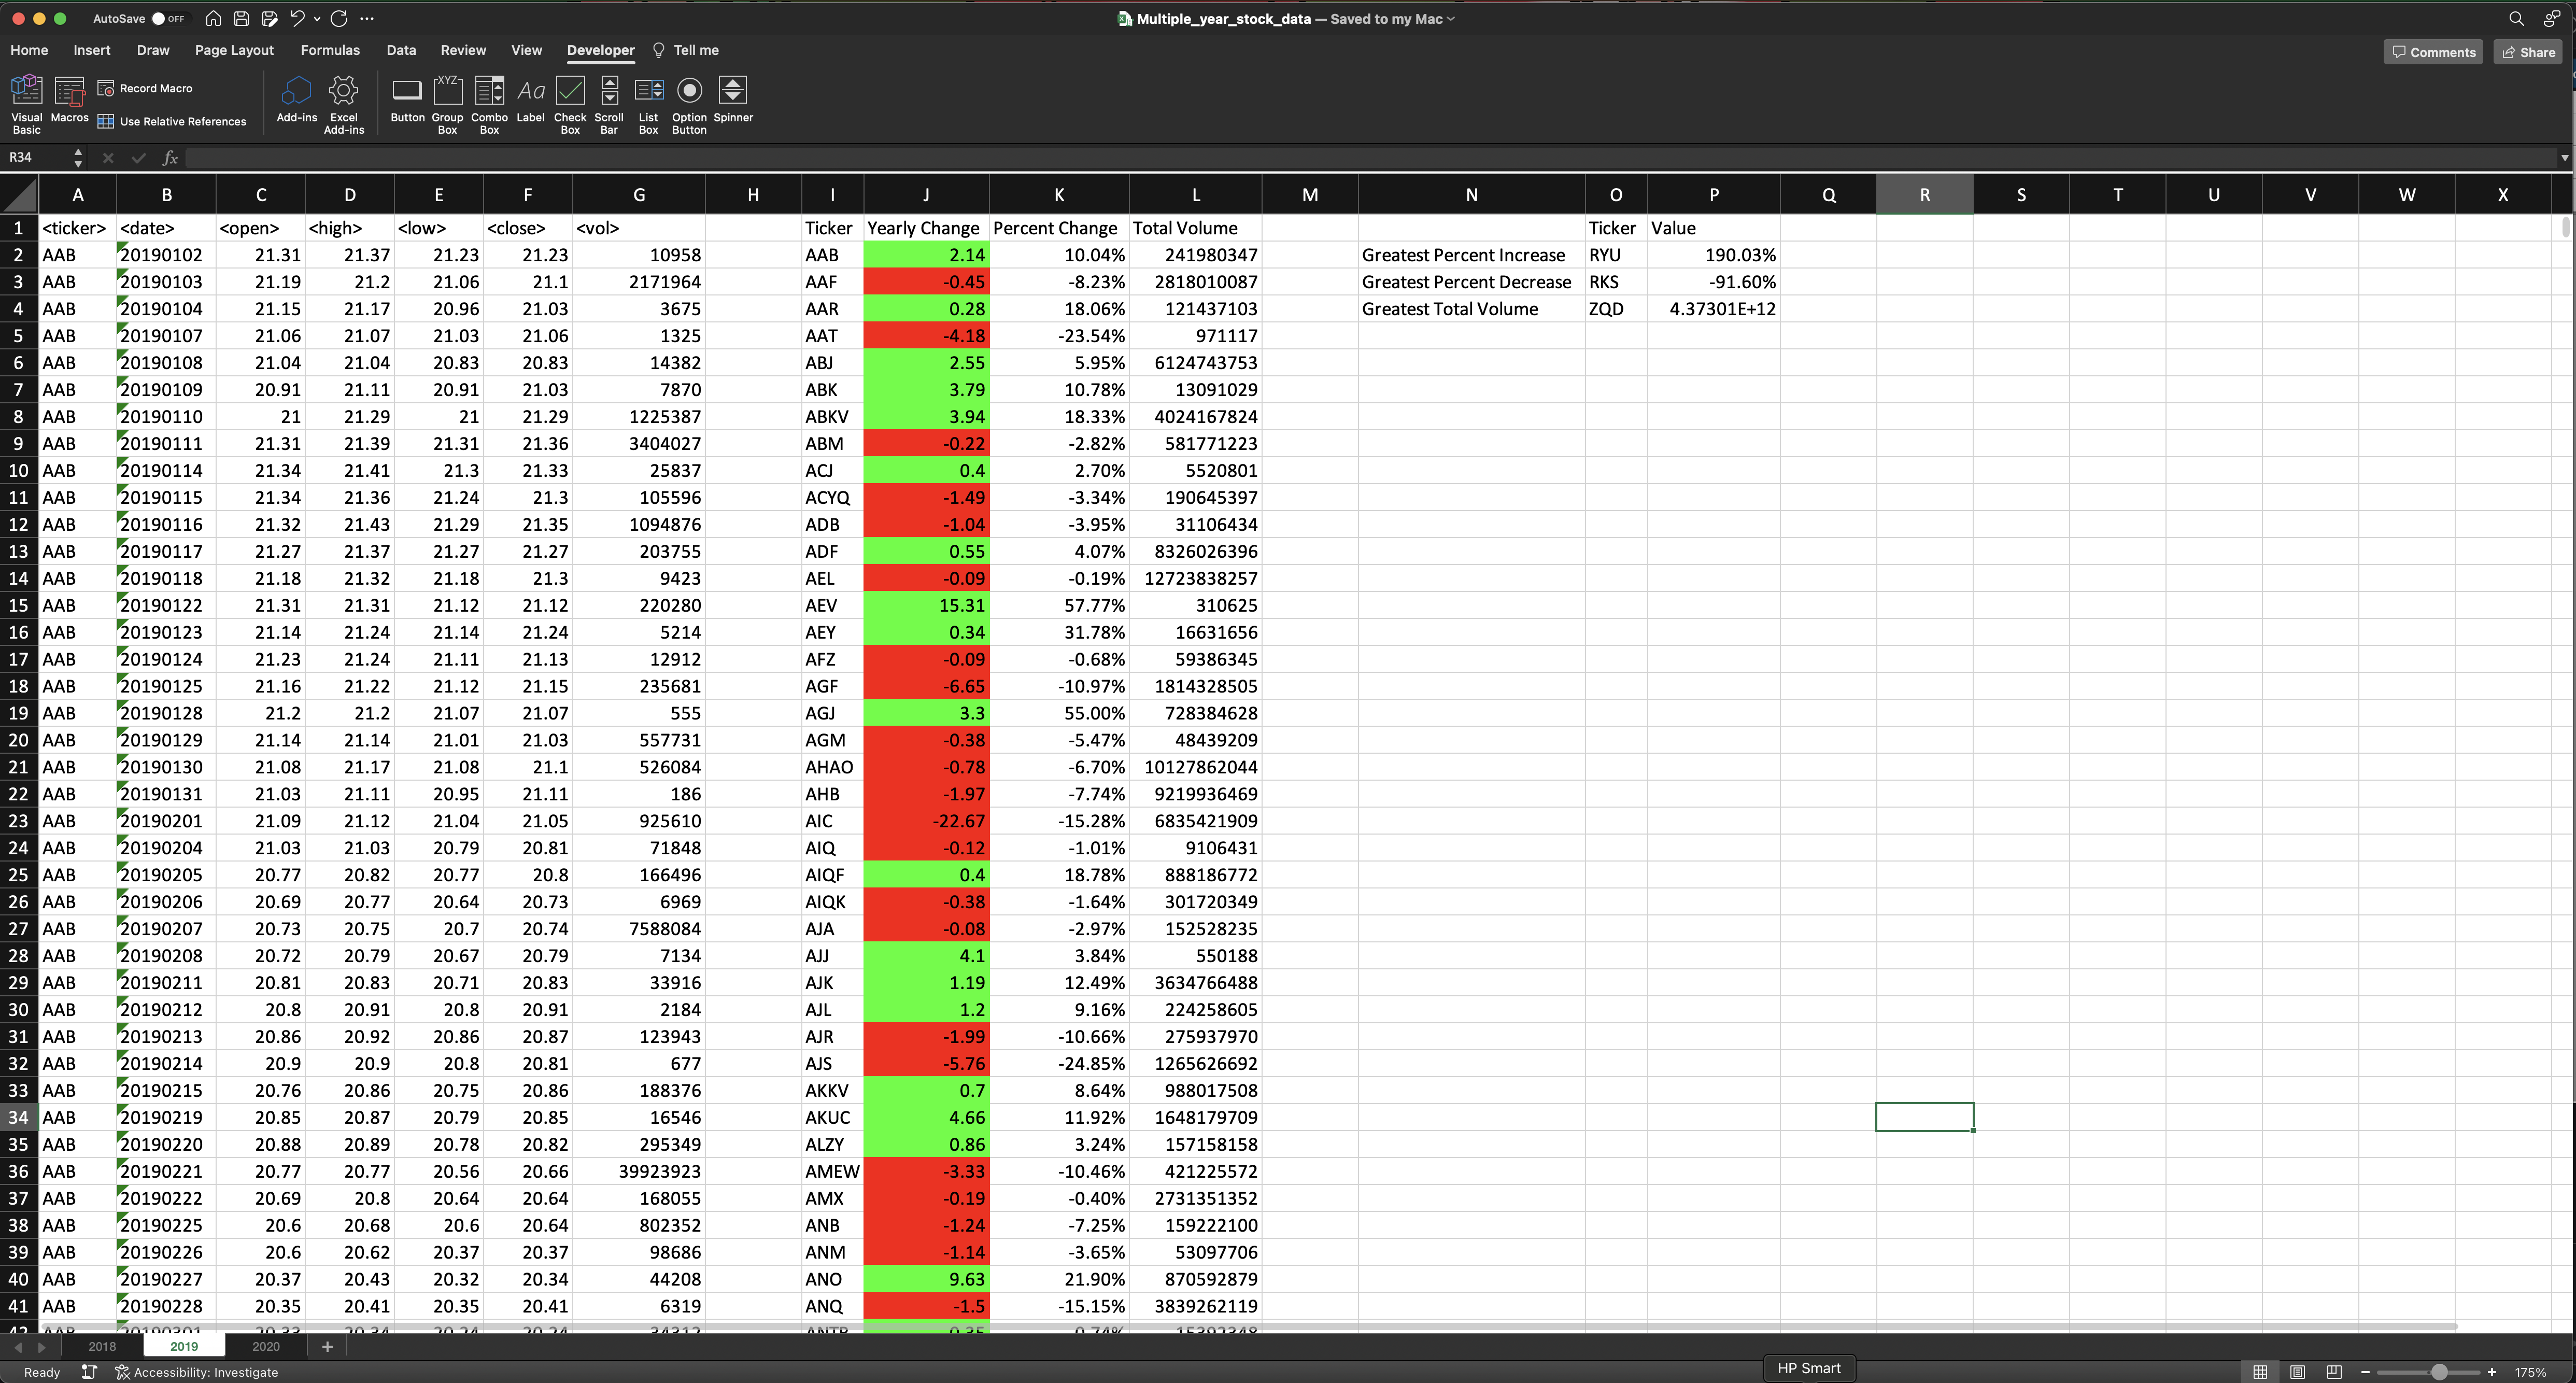 AutoSave OFF Multiple_year_stock_data — Saved to my Mac
Home Insert Draw Page Layout Formulas Data Review View Developer Tell me Comments Share
Visual Basic Macros Record Macro Use Relative References Add-ins Excel Add-ins Button Group Box Combo Box Label Check Box Scroll Bar List Box Option Button Spinner
R34 fx
A B C D E F G H I J K L M N O P Q R S T U V W X
1 <ticker> <date> <open> <high> <low> <close> <vol> Ticker Yearly Change Percent Change Total Volume Ticker Value
2 AAB 20190102 21.31 21.37 21.23 21.23 10958 AAB 2.14 10.04% 241980347 Greatest Percent Increase RYU 190.03%
3 AAB 20190103 21.19 21.2 21.06 21.1 2171964 AAF -0.45 -8.23% 2818010087 Greatest Percent Decrease RKS -91.60%
4 AAB 20190104 21.15 21.17 20.96 21.03 3675 AAR 0.28 18.06% 121437103 Greatest Total Volume ZQD 4.37301E+12
5 AAB 20190107 21.06 21.07 21.03 21.06 1325 AAT -4.18 -23.54% 971117
6 AAB 20190108 21.04 21.04 20.83 20.83 14382 ABJ 2.55 5.95% 6124743753
7 AAB 20190109 20.91 21.11 20.91 21.03 7870 ABK 3.79 10.78% 13091029
8 AAB 20190110 21 21.29 21 21.29 1225387 ABKV 3.94 18.33% 4024167824
9 AAB 20190111 21.31 21.39 21.31 21.36 3404027 ABM -0.22 -2.82% 581771223
10 AAB 20190114 21.34 21.41 21.3 21.33 25837 ACJ 0.4 2.70% 5520801
11 AAB 20190115 21.34 21.36 21.24 21.3 105596 ACYQ -1.49 -3.34% 190645397
12 AAB 20190116 21.32 21.43 21.29 21.35 1094876 ADB -1.04 -3.95% 31106434
13 AAB 20190117 21.27 21.37 21.27 21.27 203755 ADF 0.55 4.07% 8326026396
14 AAB 20190118 21.18 21.32 21.18 21.3 9423 AEL -0.09 -0.19% 12723838257
15 AAB 20190122 21.31 21.31 21.12 21.12 220280 AEV 15.31 57.77% 310625
16 AAB 20190123 21.14 21.24 21.14 21.24 5214 AEY 0.34 31.78% 16631656
17 AAB 20190124 21.23 21.24 21.11 21.13 12912 AFZ -0.09 -0.68% 59386345
18 AAB 20190125 21.16 21.22 21.12 21.15 235681 AGF -6.65 -10.97% 1814328505
19 AAB 20190128 21.2 21.2 21.07 21.07 555 AGJ 3.3 55.00% 728384628
20 AAB 20190129 21.14 21.14 21.01 21.03 557731 AGM -0.38 -5.47% 48439209
21 AAB 20190130 21.08 21.17 21.08 21.1 526084 AHAO -0.78 -6.70% 10127862044
22 AAB 20190131 21.03 21.11 20.95 21.11 186 AHB -1.97 -7.74% 9219936469
23 AAB 20190201 21.09 21.12 21.04 21.05 925610 AIC -22.67 -15.28% 6835421909
24 AAB 20190204 21.03 21.03 20.79 20.81 71848 AIQ -0.12 -1.01% 9106431
25 AAB 20190205 20.77 20.82 20.77 20.8 166496 AIQF 0.4 18.78% 888186772
26 AAB 20190206 20.69 20.77 20.64 20.73 6969 AIQK -0.38 -1.64% 301720349
27 AAB 20190207 20.73 20.75 20.7 20.74 7588084 AJA -0.08 -2.97% 152528235
28 AAB 20190208 20.72 20.79 20.67 20.79 7134 AJJ 4.1 3.84% 550188
29 AAB 20190211 20.81 20.83 20.71 20.83 33916 AJK 1.19 12.49% 3634766488
30 AAB 20190212 20.8 20.91 20.8 20.91 2184 AJL 1.2 9.16% 224258605
31 AAB 20190213 20.86 20.92 20.86 20.87 123943 AJR -1.99 -10.66% 275937970
32 AAB 20190214 20.9 20.9 20.8 20.81 677 AJS -5.76 -24.85% 1265626692
33 AAB 20190215 20.76 20.86 20.75 20.86 188376 AKKV 0.7 8.64% 988017508
34 AAB 20190219 20.85 20.87 20.79 20.85 16546 AKUC 4.66 11.92% 1648179709
35 AAB 20190220 20.88 20.89 20.78 20.82 295349 ALZY 0.86 3.24% 157158158
36 AAB 20190221 20.77 20.77 20.56 20.66 39923923 AMEW -3.33 -10.46% 421225572
37 AAB 20190222 20.69 20.8 20.64 20.64 168055 AMX -0.19 -0.40% 2731351352
38 AAB 20190225 20.6 20.68 20.6 20.64 802352 ANB -1.24 -7.25% 159222100
39 AAB 20190226 20.6 20.62 20.37 20.37 98686 ANM -1.14 -3.65% 53097706
40 AAB 20190227 20.37 20.43 20.32 20.34 44208 ANO 9.63 21.90% 870592879
41 AAB 20190228 20.35 20.41 20.35 20.41 6319 ANQ -1.5 -15.15% 3839262119
42 AAB 20190301
2018 2019 2020 +
Ready Accessibility: Investigate HP Smart 175%